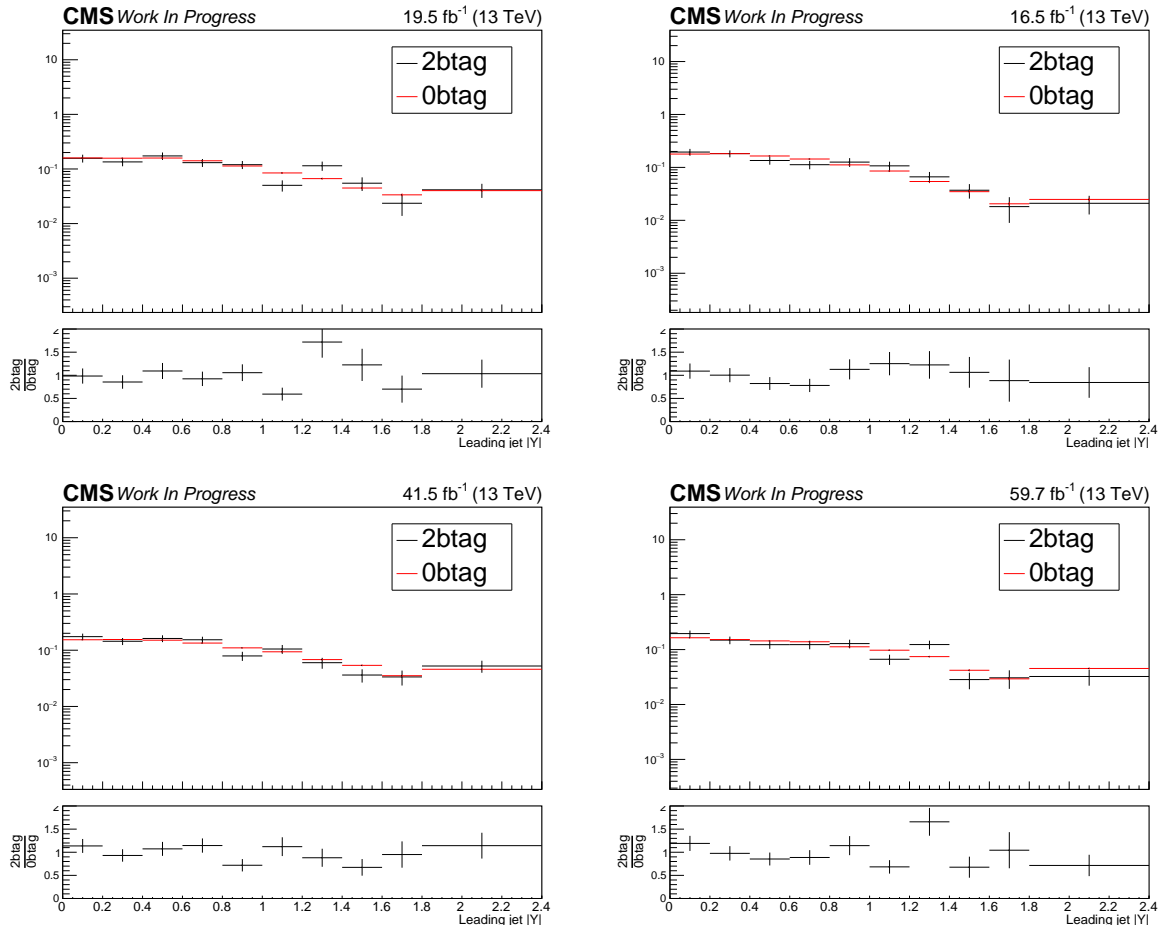 CMS Work In Progress 19.5 fb⁻¹ (13 TeV)
2btag
0btag
10
1
10⁻¹
10⁻²
10⁻³
2btag
0btag
2
1.5
1
0.5
0
0 0.2 0.4 0.6 0.8 1 1.2 1.4 1.6 1.8 2 2.2 2.4
Leading jet |Y|
CMS Work In Progress 16.5 fb⁻¹ (13 TeV)
2btag
0btag
10
1
10⁻¹
10⁻²
10⁻³
2btag
0btag
2
1.5
1
0.5
0
0 0.2 0.4 0.6 0.8 1 1.2 1.4 1.6 1.8 2 2.2 2.4
Leading jet |Y|
CMS Work In Progress 41.5 fb⁻¹ (13 TeV)
2btag
0btag
10
1
10⁻¹
10⁻²
10⁻³
2btag
0btag
2
1.5
1
0.5
0
0 0.2 0.4 0.6 0.8 1 1.2 1.4 1.6 1.8 2 2.2 2.4
Leading jet |Y|
CMS Work In Progress 59.7 fb⁻¹ (13 TeV)
2btag
0btag
10
1
10⁻¹
10⁻²
10⁻³
2btag
0btag
2
1.5
1
0.5
0
0 0.2 0.4 0.6 0.8 1 1.2 1.4 1.6 1.8 2 2.2 2.4
Leading jet |Y|